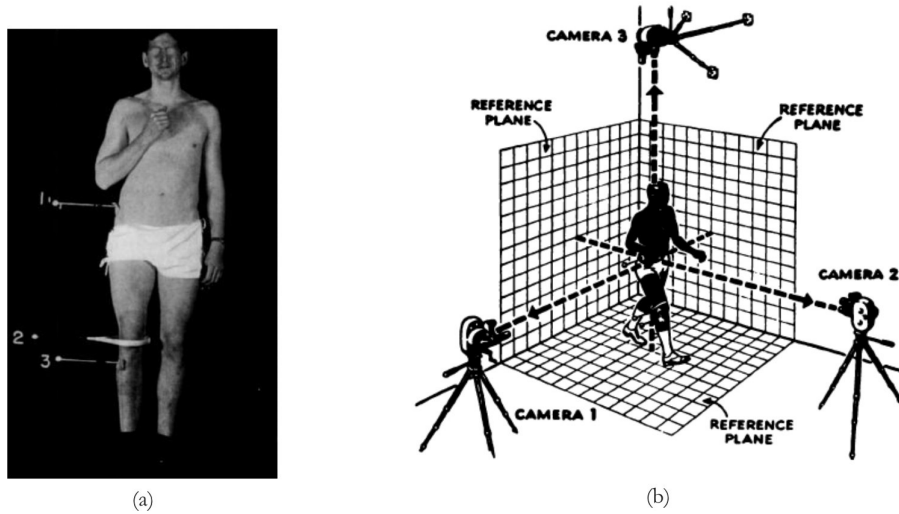 1
2
3
(a)
CAMERA 3
REFERENCE
PLANE
REFERENCE
PLANE
CAMERA 2
CAMERA 1
REFERENCE
PLANE
(b)